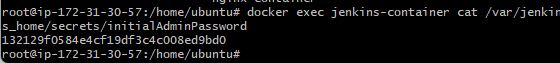 root@ip-172-31-30-57:/home/ubuntu# docker exec jenkins-container cat /var/jenkin
s_home/secrets/initialAdminPassword
132129f0584e4cf19df3c4c008ed9bd0
root@ip-172-31-30-57:/home/ubuntu#